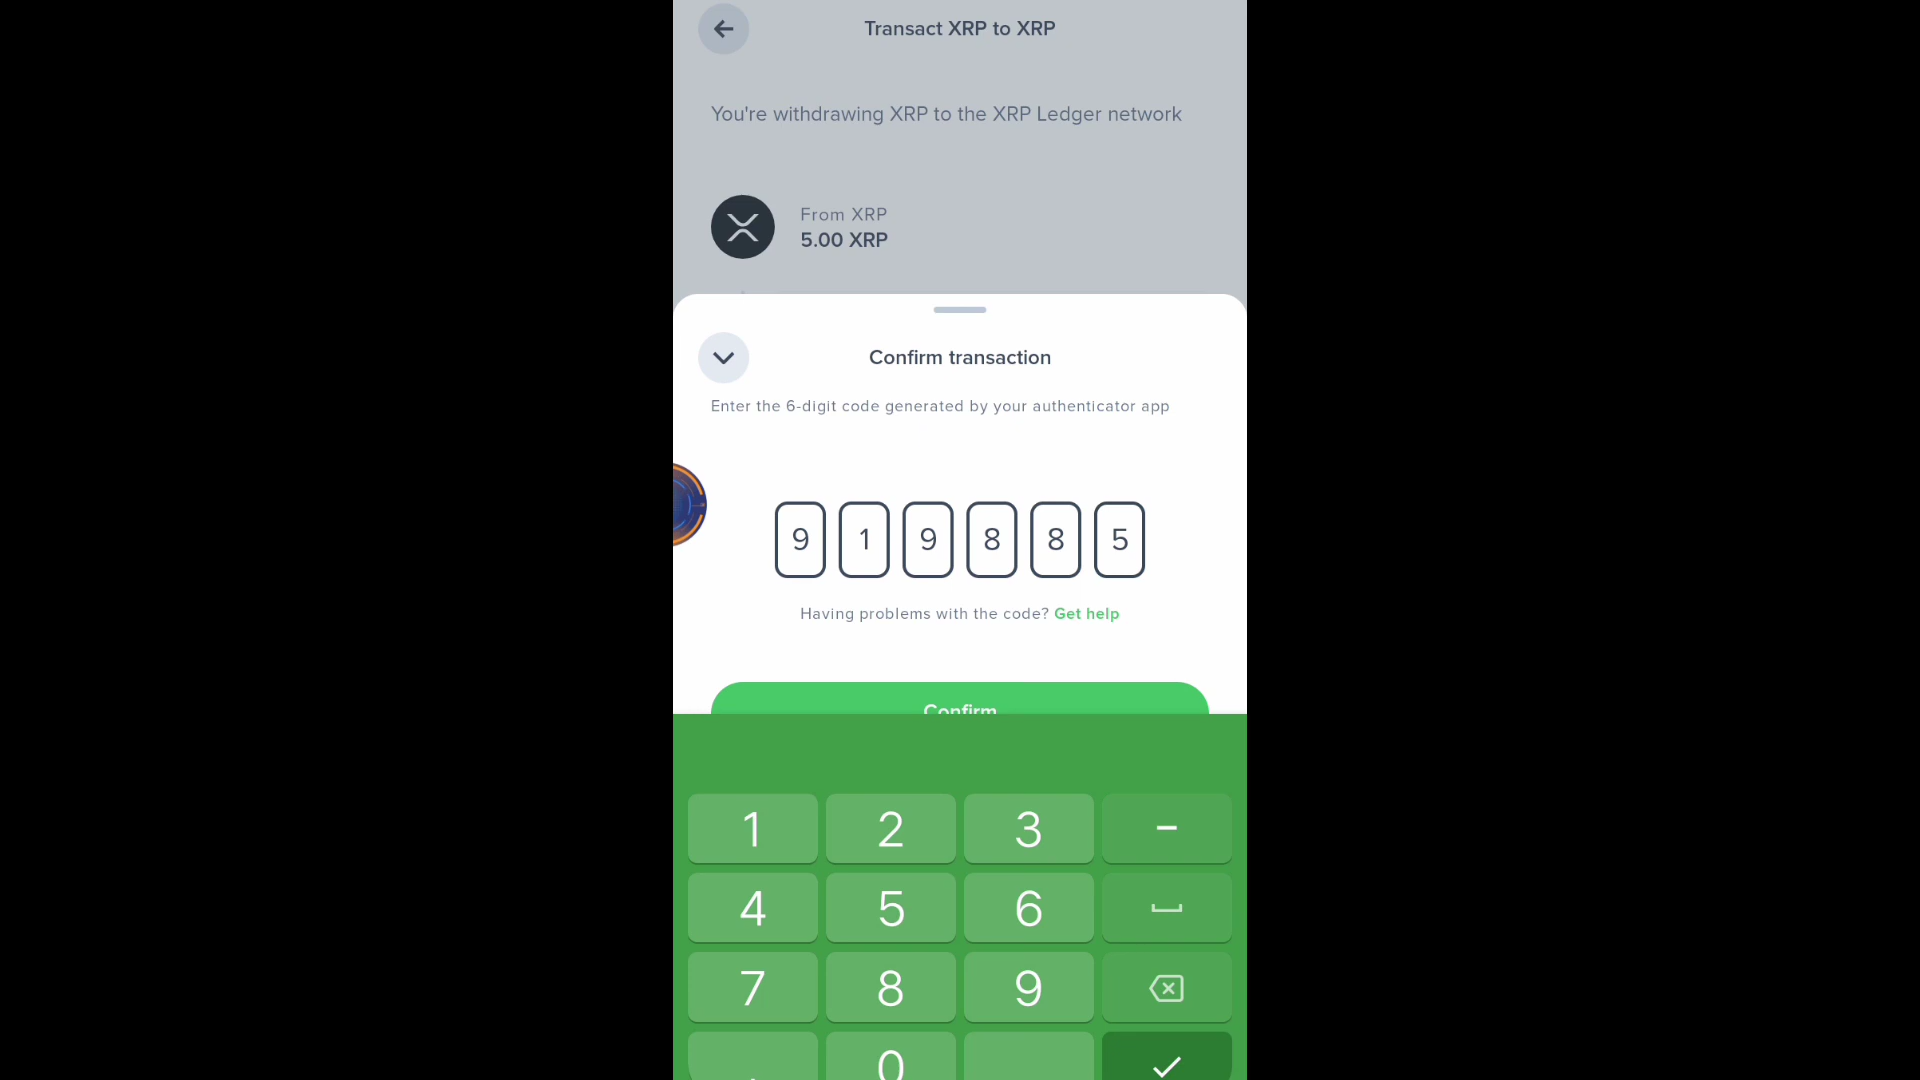 Transact XRP to XRP
You're withdrawing XRP to the XRP Ledger network
From XRP
5.00 XRP
Confirm transaction
Enter the 6-digit code generated by your authenticator app
9 1 9 8 8 5
Having problems with the code? Get help
Confirm
1 2 3 -
4 5 6
7 8 9
0